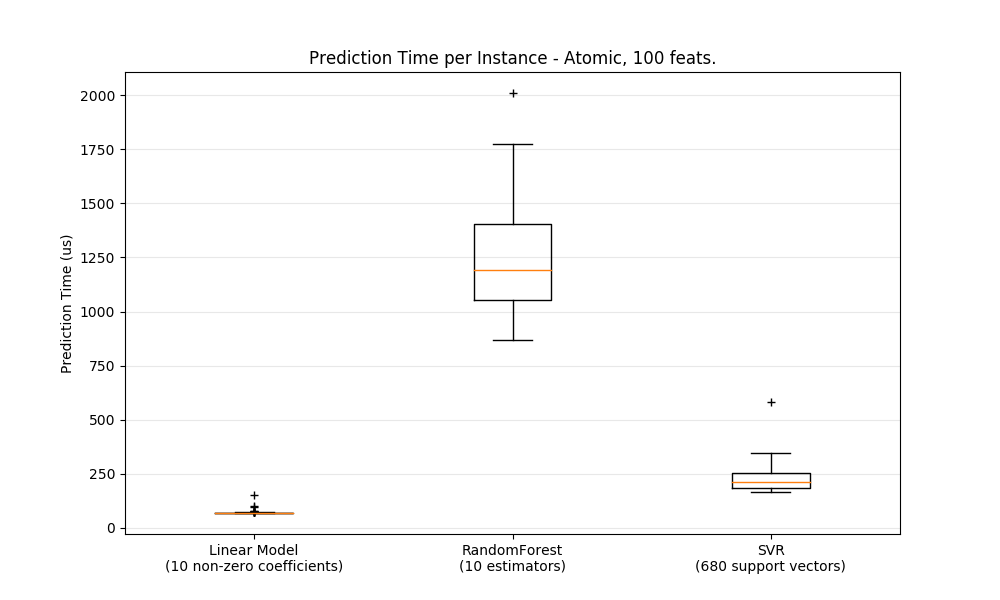 Prediction Time per Instance - Atomic, 100 feats.
Prediction Time (us)
2000
1750
1500
1250
1000
750
500
250
0
Linear Model
(10 non-zero coefficients)
RandomForest
(10 estimators)
SVR
(680 support vectors)